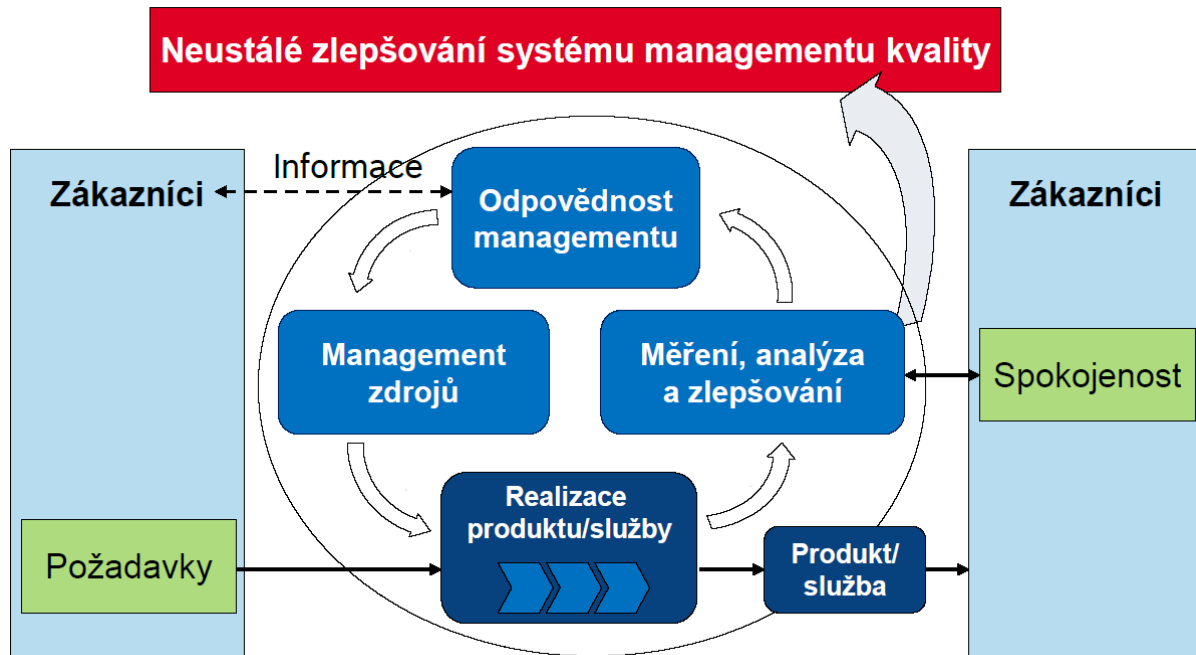 Neustálé zlepšování systému managementu kvality
Zákazníci
Informace
Odpovědnost
managementu
Zákazníci
Management
zdrojů
Měření, analýza
a zlepšování
Spokojenost
Požadavky
Realizace
produktu/služby
Produkt/
služba